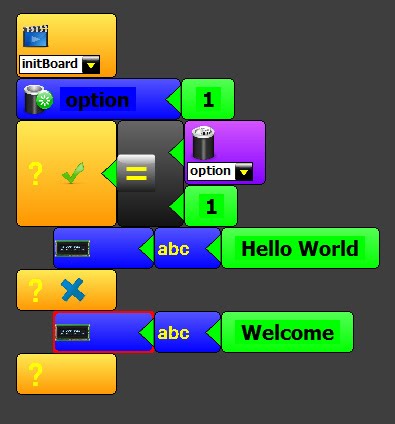 initBoard
option 1
? =
option
1
abc Hello World
?
abc Welcome
?